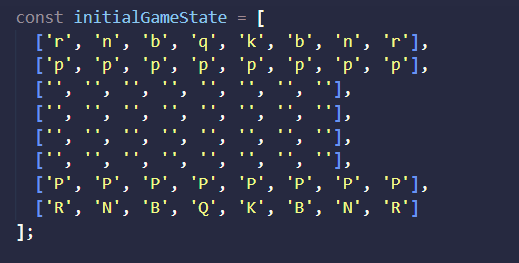 const initialGameState = [
['r', 'n', 'b', 'q', 'k', 'b', 'n', 'r'],
['p', 'p', 'p', 'p', 'p', 'p', 'p', 'p'],
['', '', '', '', '', '', '', ''],
['', '', '', '', '', '', '', ''],
['', '', '', '', '', '', '', ''],
['', '', '', '', '', '', '', ''],
['P', 'P', 'P', 'P', 'P', 'P', 'P', 'P'],
['R', 'N', 'B', 'Q', 'K', 'B', 'N', 'R']
];